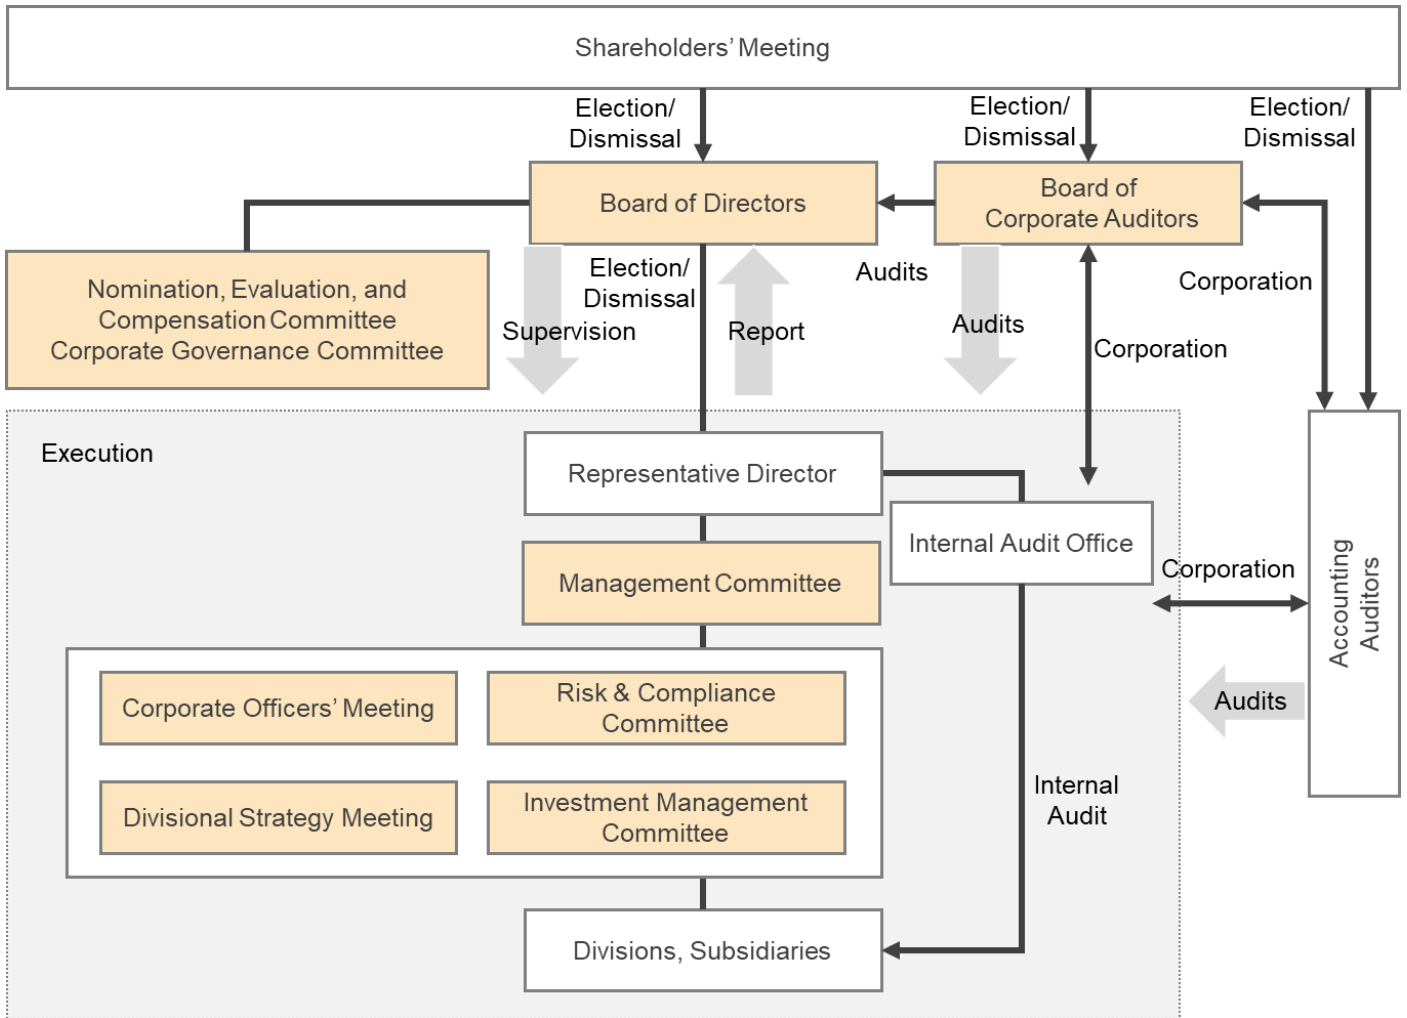 Shareholders’ Meeting
Election/
Dismissal
Election/
Dismissal
Election/
Dismissal
Board of Directors
Board of
Corporate Auditors
Nomination, Evaluation, and
Compensation Committee
Corporate Governance Committee
Election/
Dismissal
Supervision
Report
Audits
Audits
Corporation
Corporation
Execution
Representative Director
Internal Audit Office
Management Committee
Corporation
Accounting
Auditors
Corporate Officers’ Meeting
Risk & Compliance
Committee
Audits
Divisional Strategy Meeting
Investment Management
Committee
Internal
Audit
Divisions, Subsidiaries